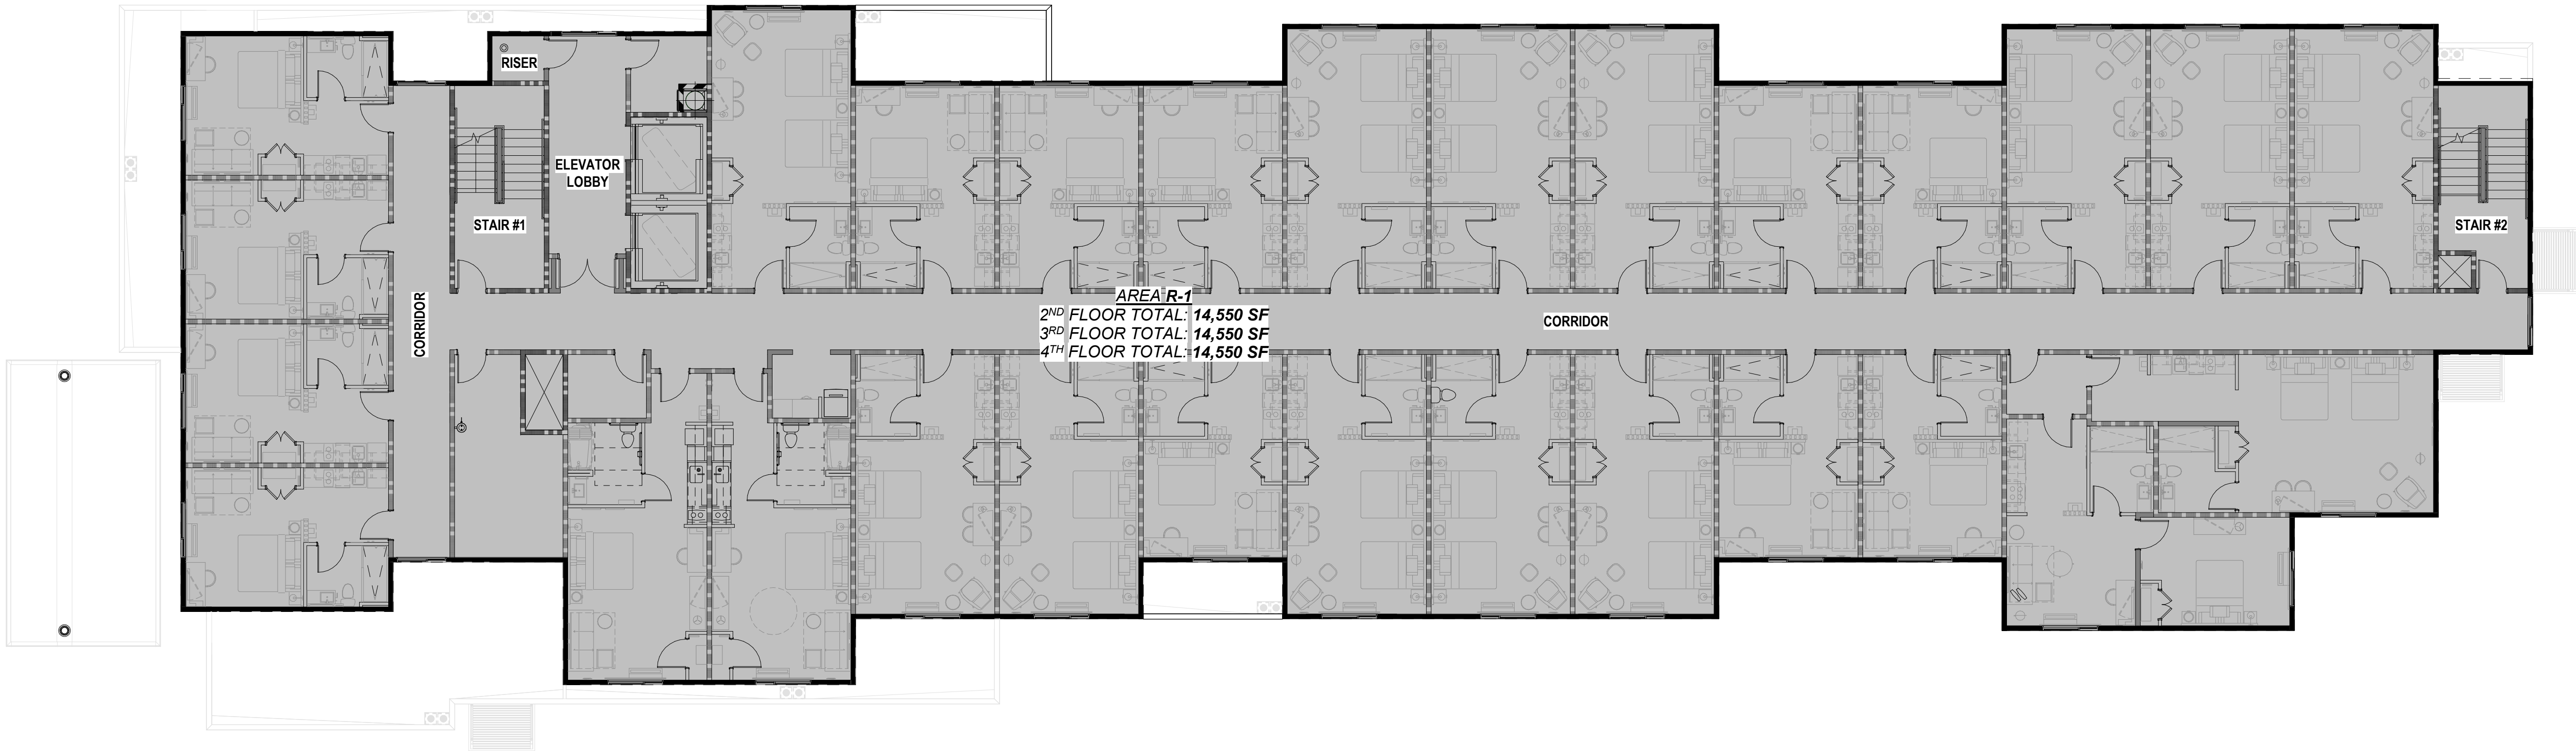 RISER
ELEVATOR
LOBBY
STAIR #1
STAIR #2
CORRIDOR
AREA R-1
2ND FLOOR TOTAL: 14,550 SF
3RD FLOOR TOTAL: 14,550 SF
4TH FLOOR TOTAL: 14,550 SF
CORRIDOR